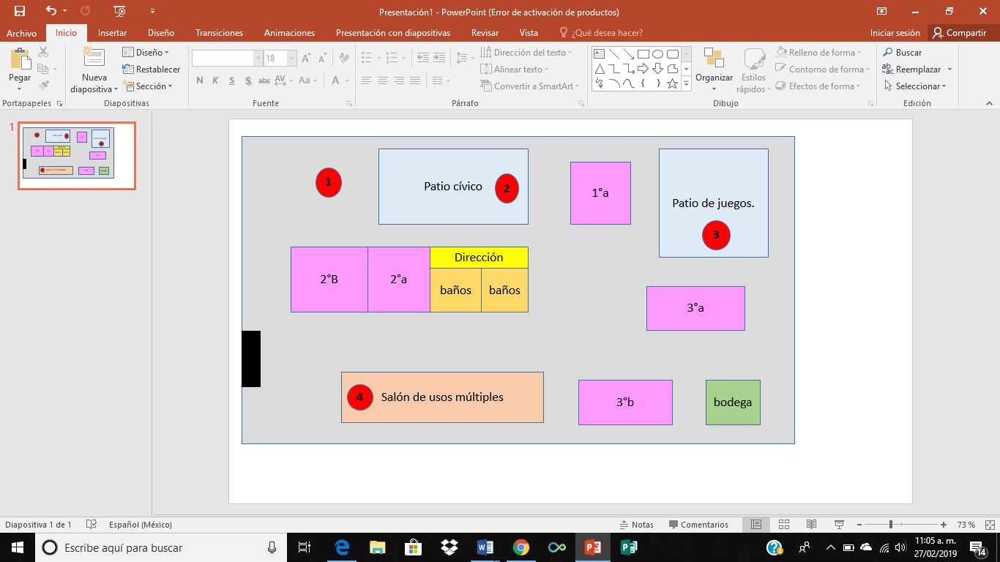 Presentación1 - PowerPoint (Error de activación de productos)
Archivo Inicio Insertar Diseño Transiciones Animaciones Presentación con diapositivas Revisar Vista ¿Qué desea hacer? Iniciar sesión Compartir
Pegar
Nueva diapositiva
Diseño
Restablecer
Sección
18
N K S S abc AV Aa A
Dirección del texto
Alinear texto
Convertir a SmartArt
Organizar
Estilos rápidos
Relleno de forma
Contorno de forma
Efectos de forma
Buscar
Reemplazar
Seleccionar
Portapapeles Diapositivas Fuente Párrafo Dibujo Edición
1
1
Patio cívico 2
1°a
Patio de juegos.
3
2°B 2°a Dirección
baños baños
3°a
4 Salón de usos múltiples
3°b
bodega
Diapositiva 1 de 1 Español (México) Notas Comentarios 73 %
Escribe aquí para buscar
11:05 a. m.
27/02/2019
14